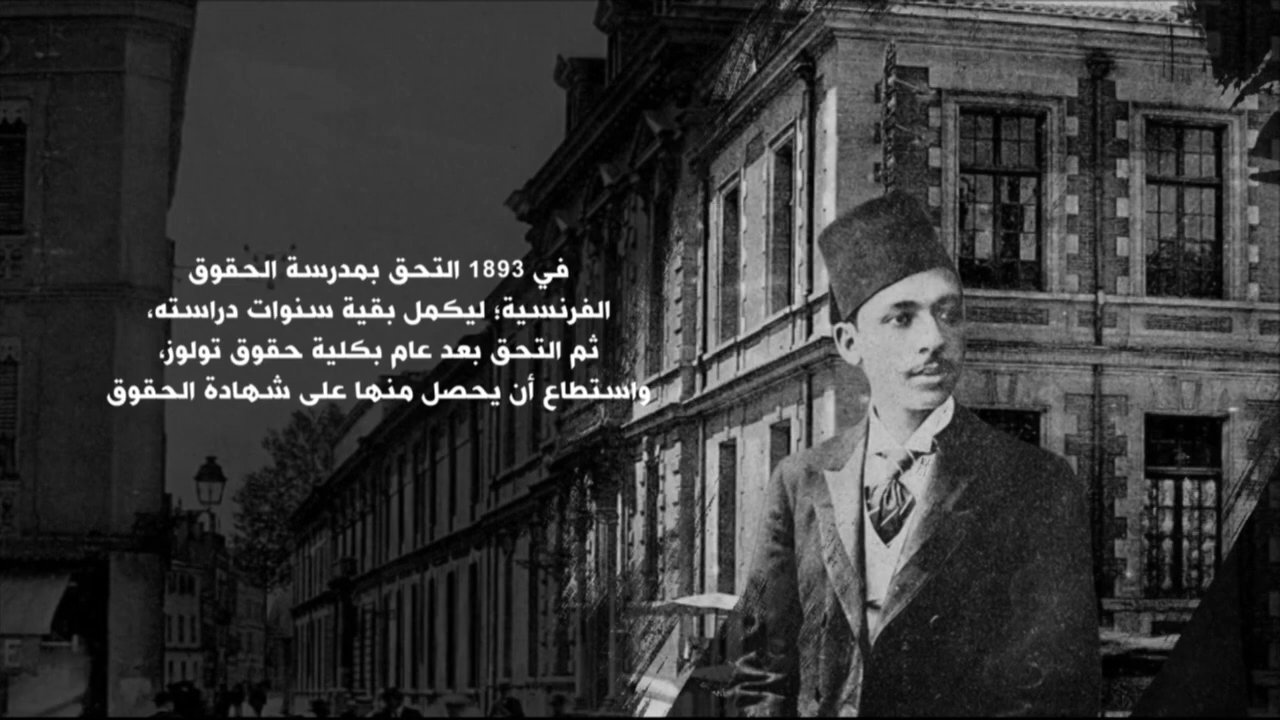 في 1893 التحق بمدرسة الحقوق
الفرنسية؛ ليكمل بقية سنوات دراسته،
ثم التحق بعد عام بكلية حقوق تولوز،
واستطاع أن يحصل منها على شهادة الحقوق